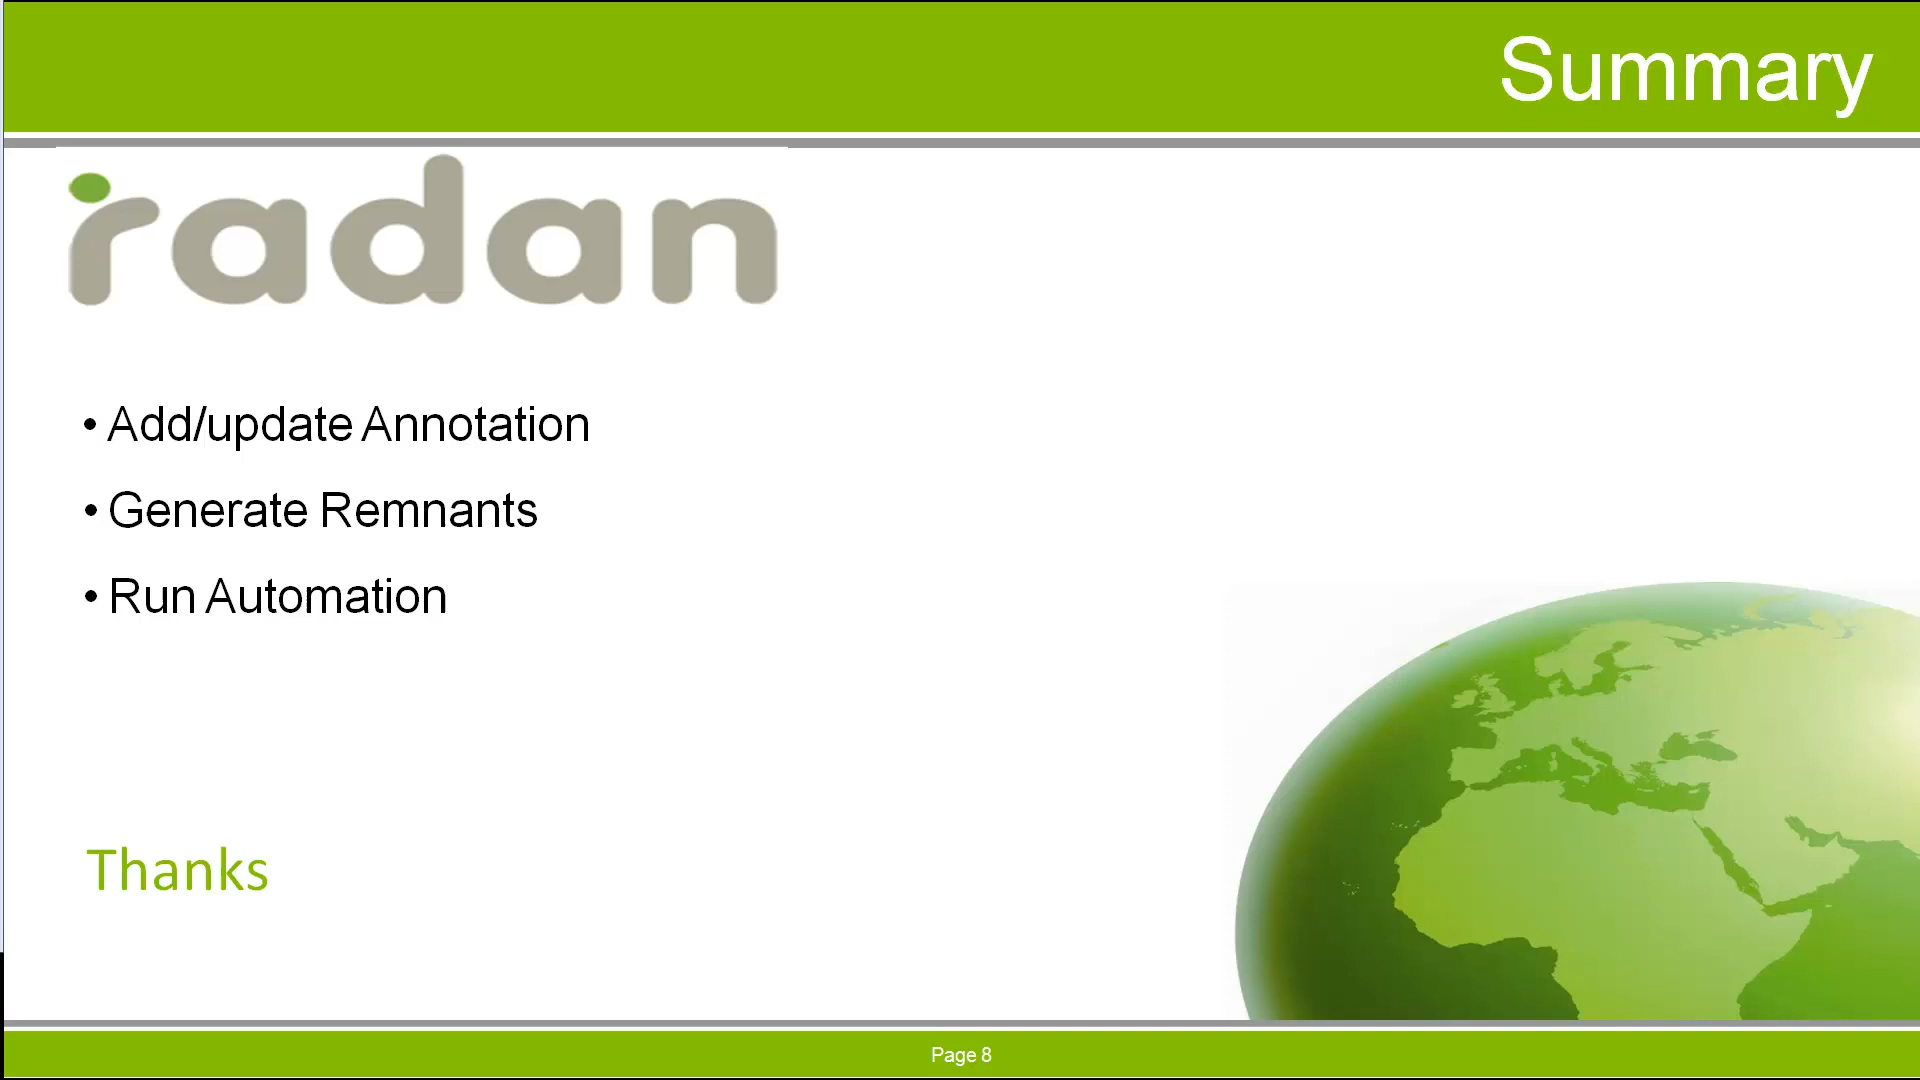 Summary
radan
• Add/update Annotation
• Generate Remnants
• Run Automation
Thanks
Page 8